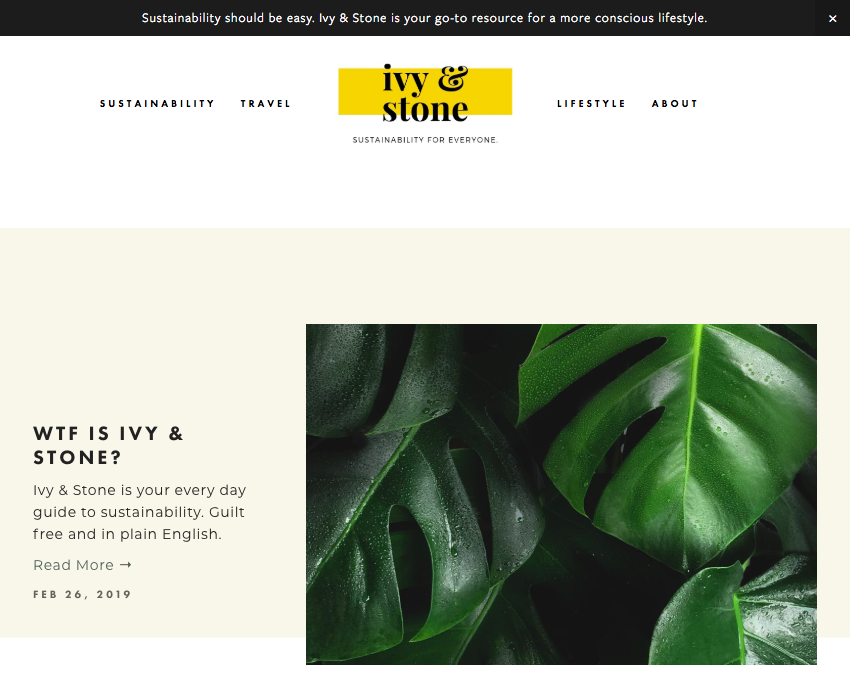 Sustainability should be easy. Ivy & Stone is your go-to resource for a more conscious lifestyle. ×
SUSTAINABILITY TRAVEL
ivy &
stone
SUSTAINABILITY FOR EVERYONE.
LIFESTYLE ABOUT
WTF IS IVY &
STONE?
Ivy & Stone is your every day
guide to sustainability. Guilt
free and in plain English.
Read More →
FEB 26, 2019